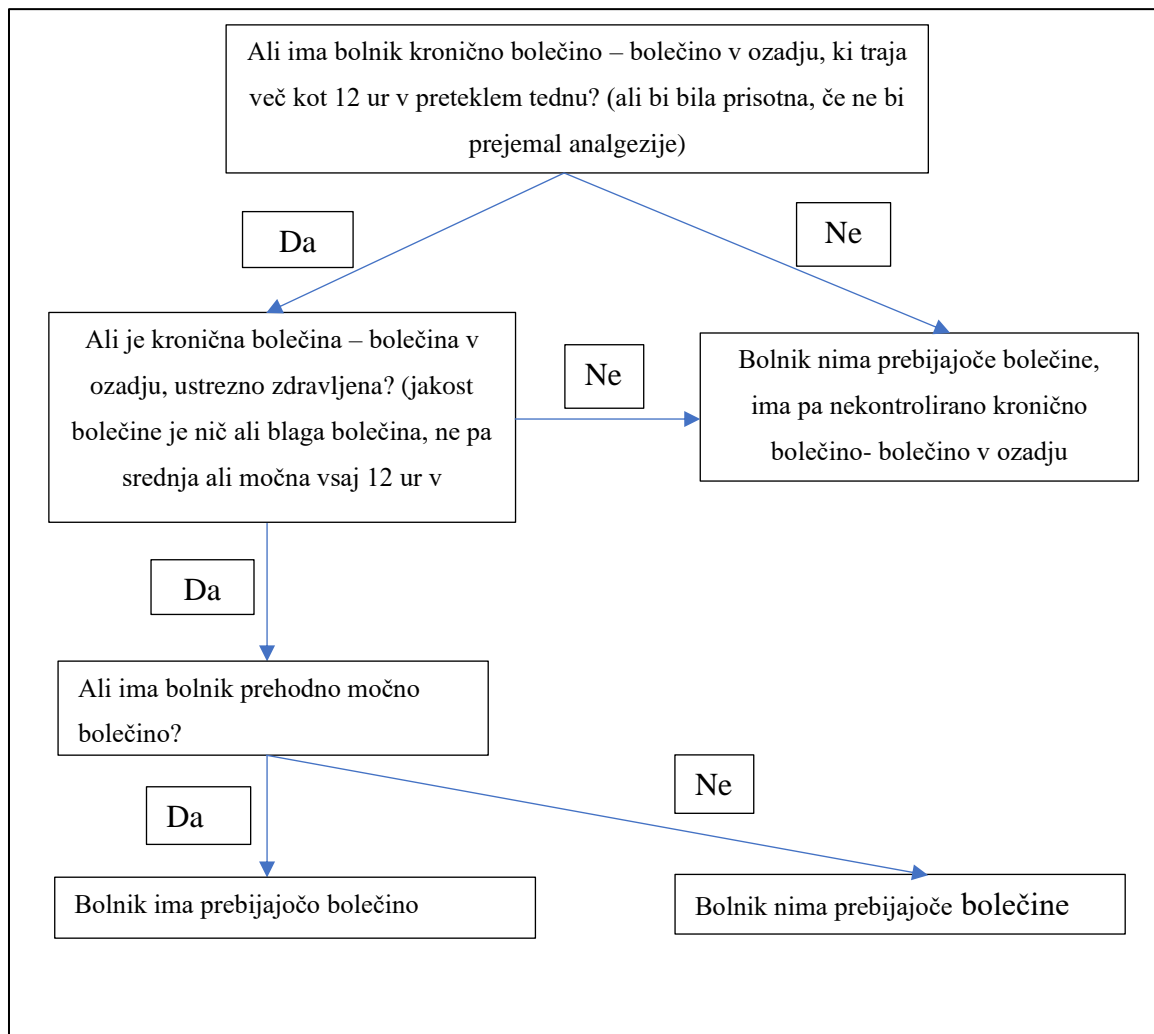 Ali ima bolnik kronično bolečino – bolečino v ozadju, ki traja
več kot 12 ur v preteklem tednu? (ali bi bila prisotna, če ne bi
prejemal analgezije)
Da
Ne
Ali je kronična bolečina – bolečina v
ozadju, ustrezno zdravljena? (jakost
bolečine je nič ali blaga bolečina, ne pa
srednja ali močna vsaj 12 ur v
Ne
Bolnik nima prebijajoče bolečine,
ima pa nekontrolirano kronično
bolečino- bolečino v ozadju
Da
Ali ima bolnik prehodno močno
bolečino?
Da
Ne
Bolnik ima prebijajočo bolečino
Bolnik nima prebijajoče bolečine